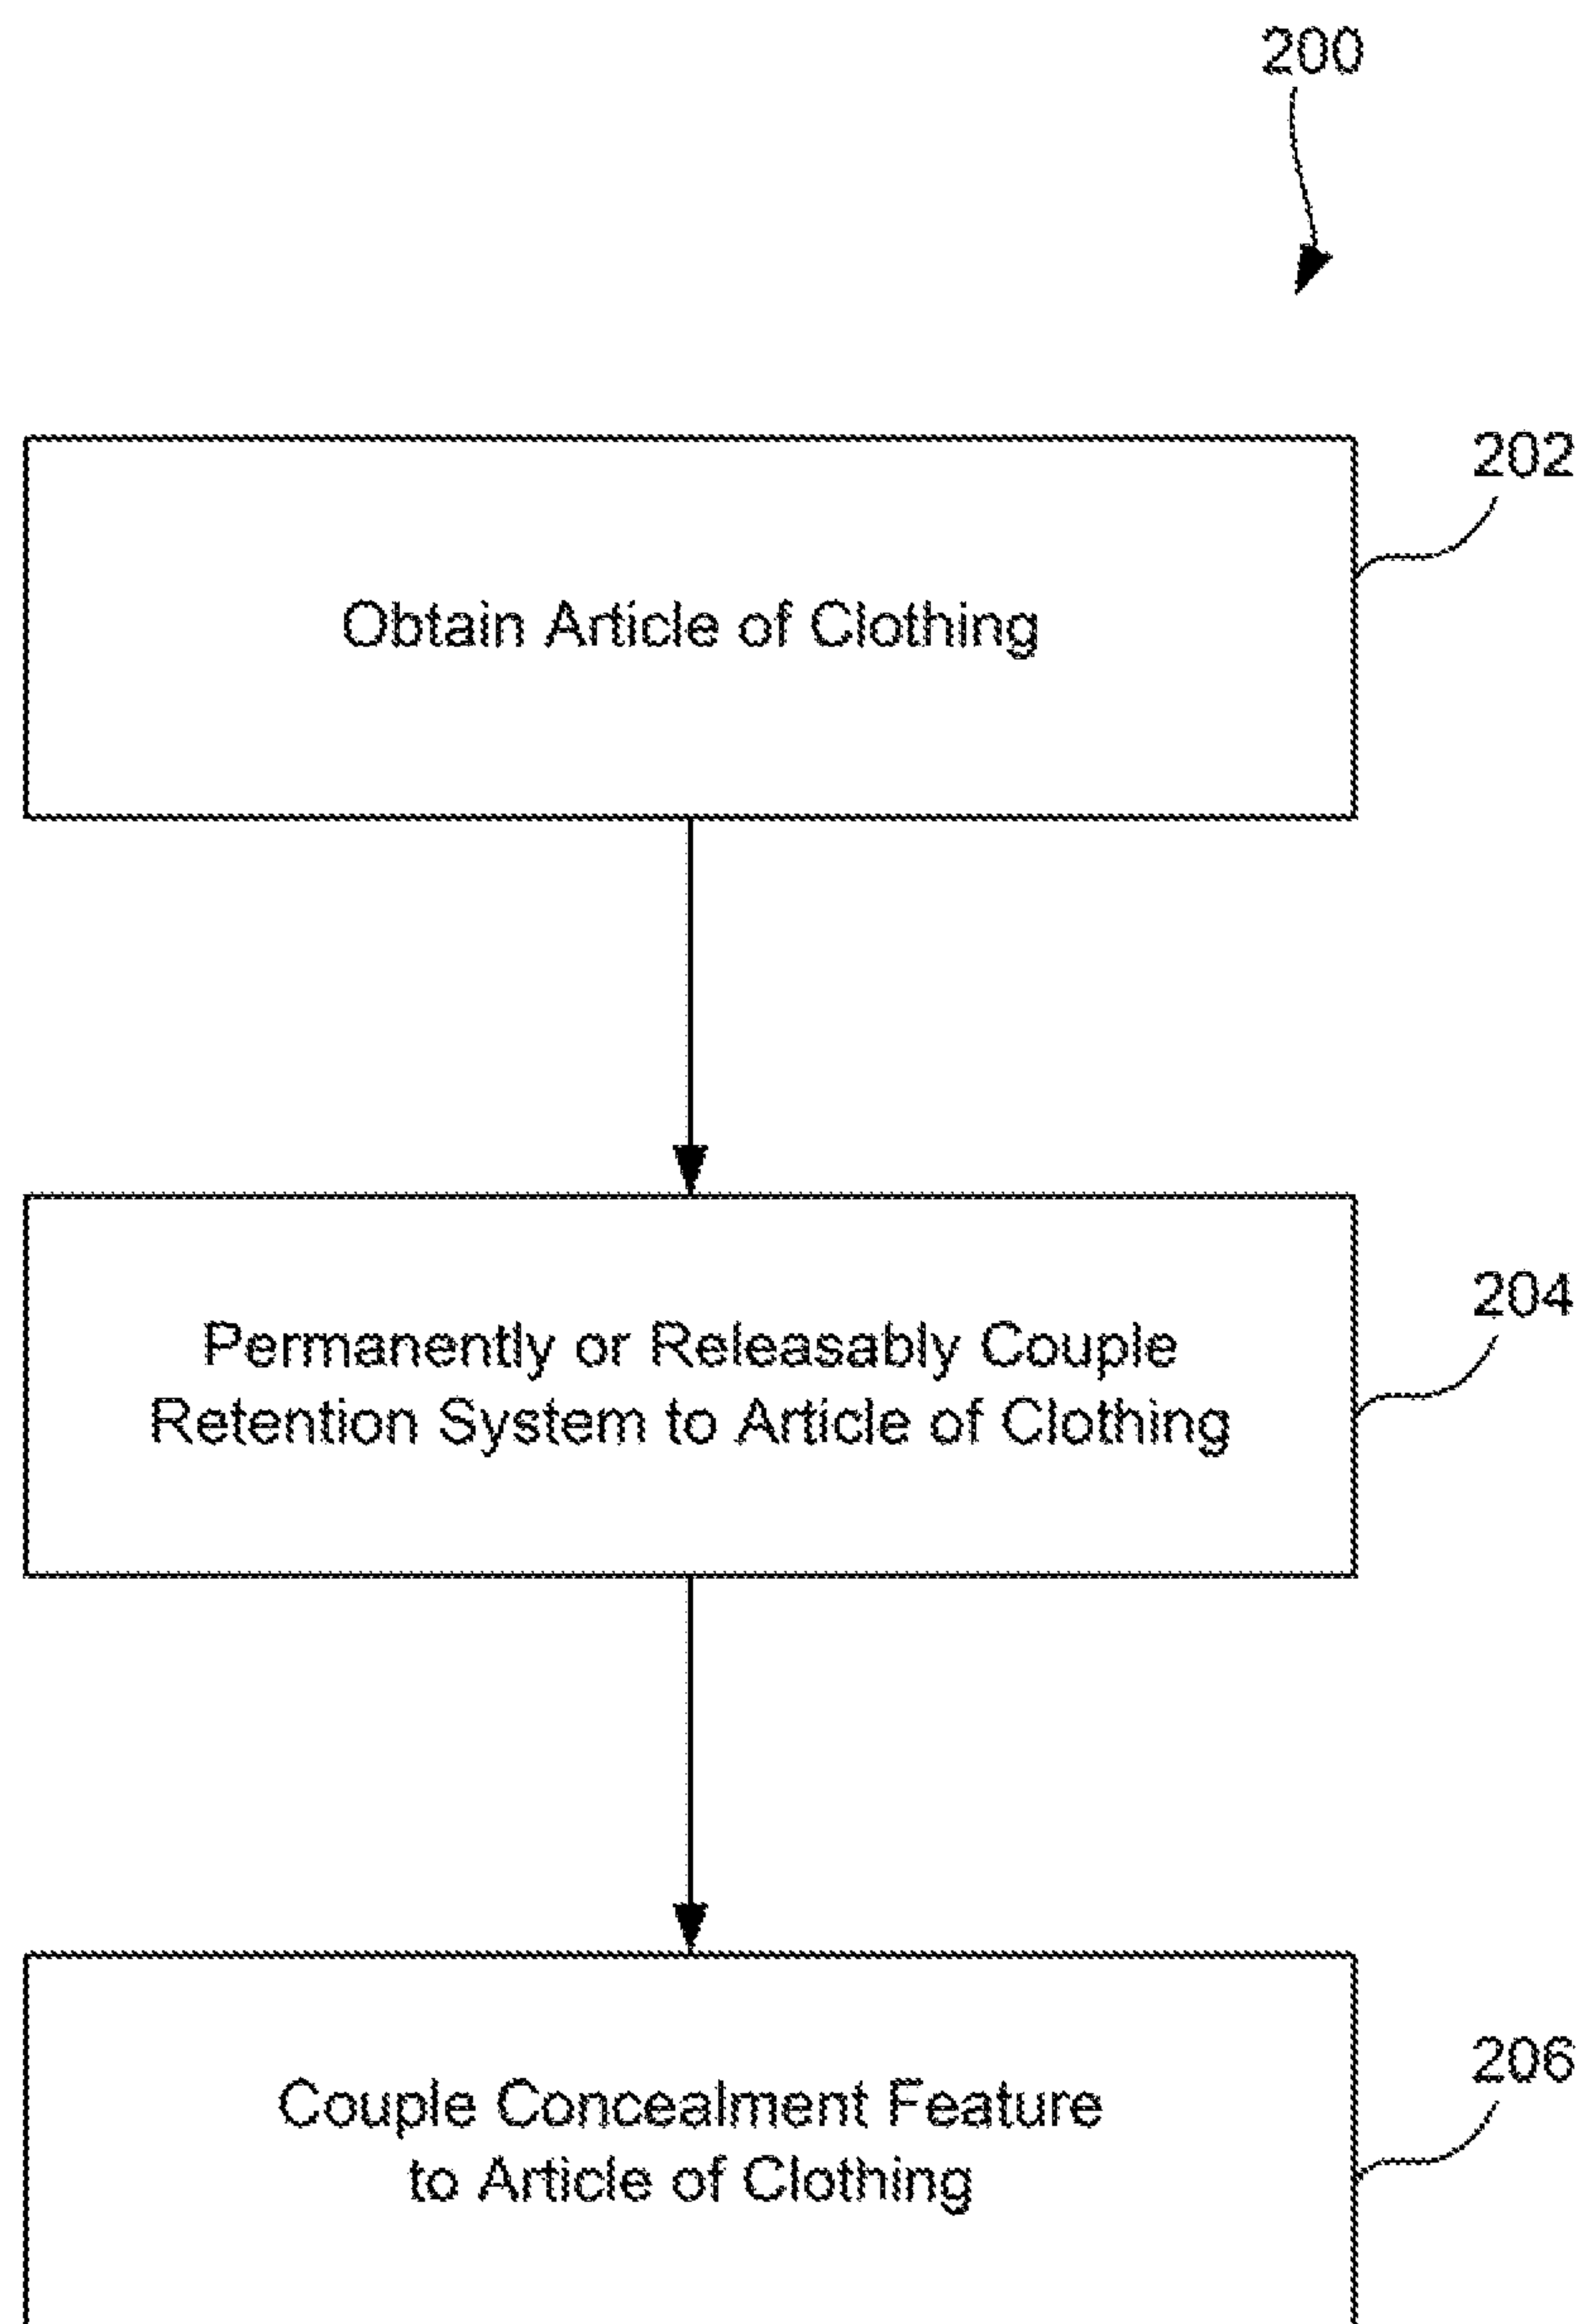 200
202
Obtain Article of Clothing
204
Permanently or Releasably Couple
Retention System to Article of Clothing
206
Couple Concealment Feature
to Article of Clothing